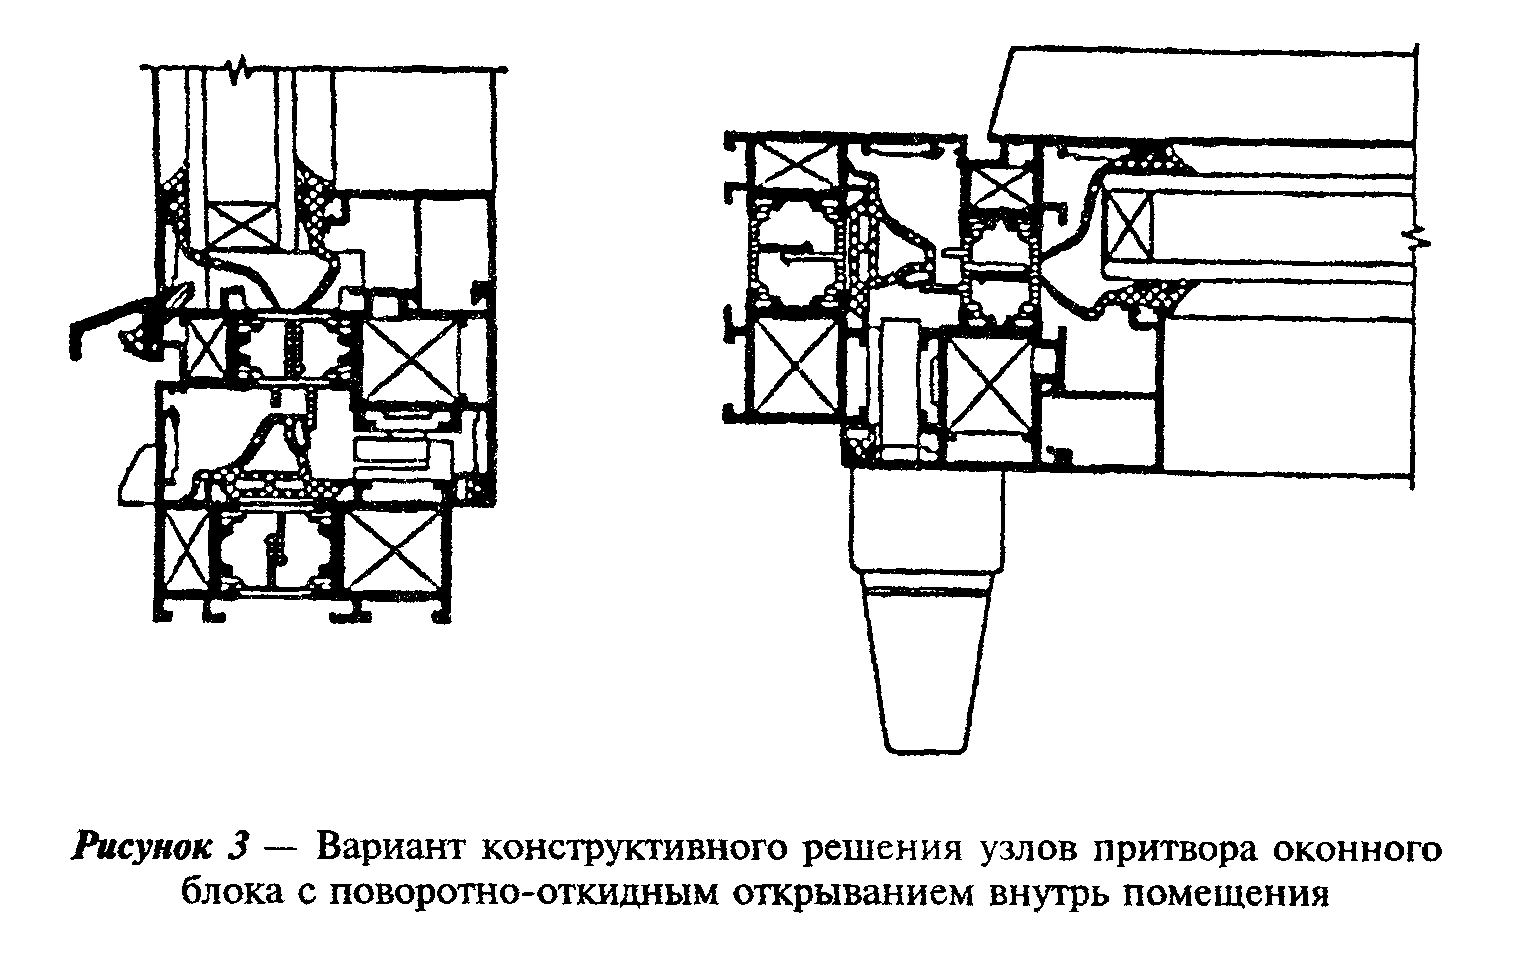 Рисунок 3 — Вариант конструктивного решения узлов притвора оконного
блока с поворотно-откидным открыванием внутрь помещения